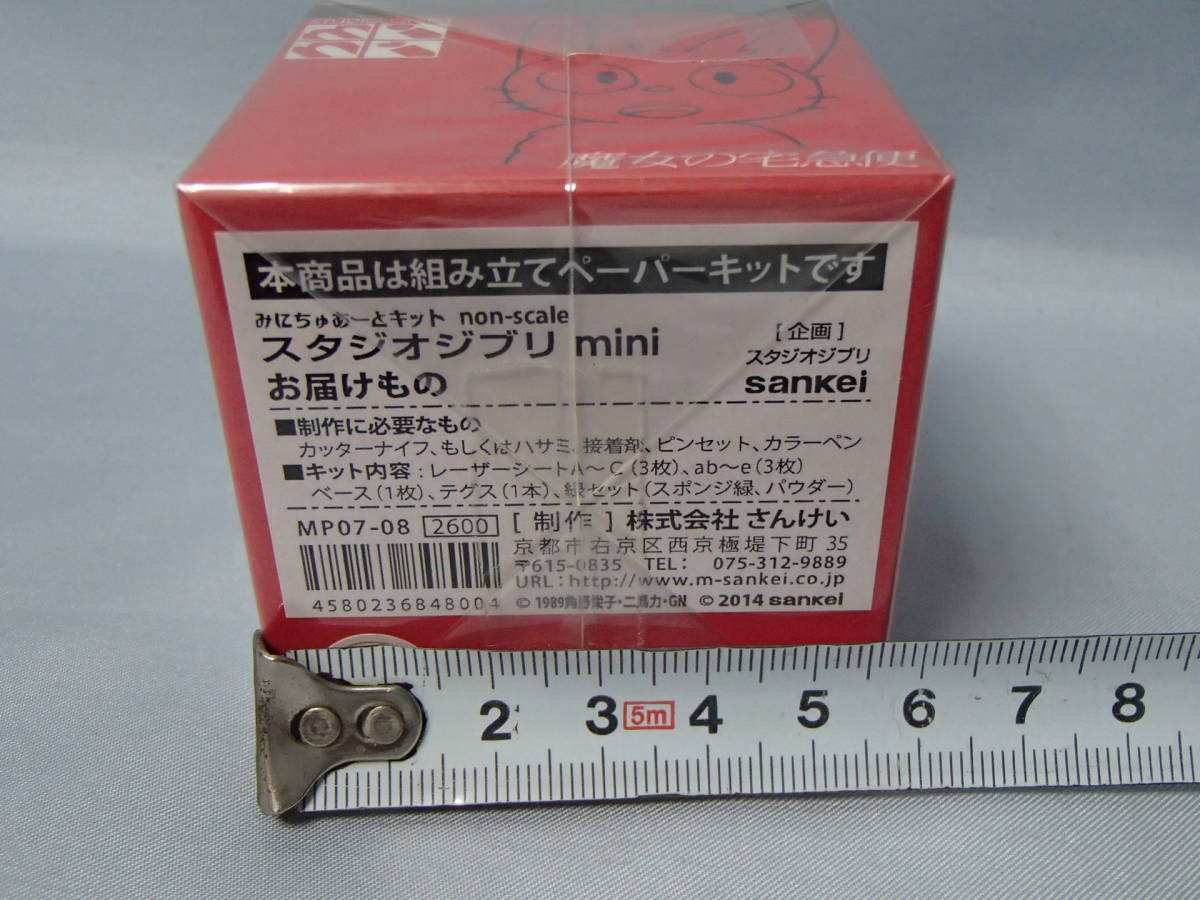 魔女の宅急便
本商品は組み立てペーパーキットです
みにちゅあーとキット non-scale
スタジオジブリ mini
お届けもの
[企画]
スタジオジブリ
sankei
■制作に必要なもの
カッターナイフ、もしくはハサミ、接着剤、ピンセット、カラーペン
■キット内容：レーザーシートA〜C（3枚）、ab〜e（3枚）
ベース（1枚）、テグス（1本）、緑セット（スポンジ緑、パウダー）
MP07-08 2600 [制作] 株式会社 さんけい
京都市右京区西京極堤下町 35
〒615-0835 TEL： 075-312-9889
URL：http://www.m-sankei.co.jp
4580236848004 © 1989角野栄子・二馬力・GN © 2014 sankei
2 3 5m 4 5 6 7 8